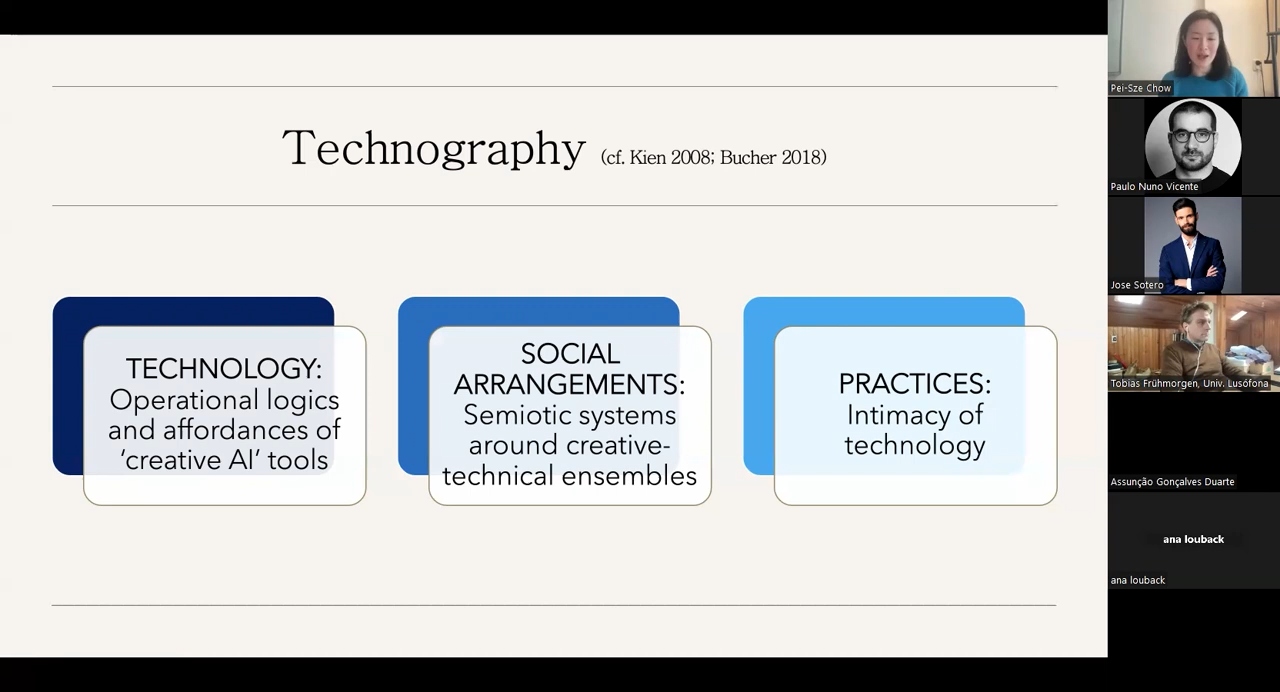 Technography (cf. Kien 2008; Bucher 2018)
TECHNOLOGY:
Operational logics
and affordances of
‘creative AI’ tools
SOCIAL
ARRANGEMENTS:
Semiotic systems
around creative-
technical ensembles
PRACTICES:
Intimacy of
technology
Pei-Sze Chow
Paulo Nuno Vicente
Jose Sotero
Tobias Frühmorgen, Univ. Lusófona
Assunção Gonçalves Duarte
ana louback
ana louback